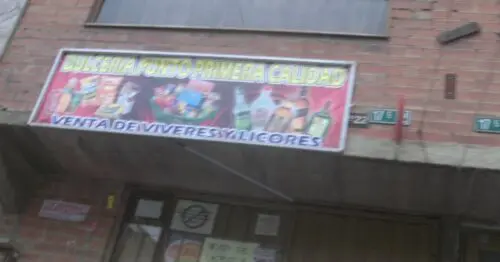 DULCERIA PUNTO PRIMERA CALIDAD
VENTA DE VIVERES Y LICORES